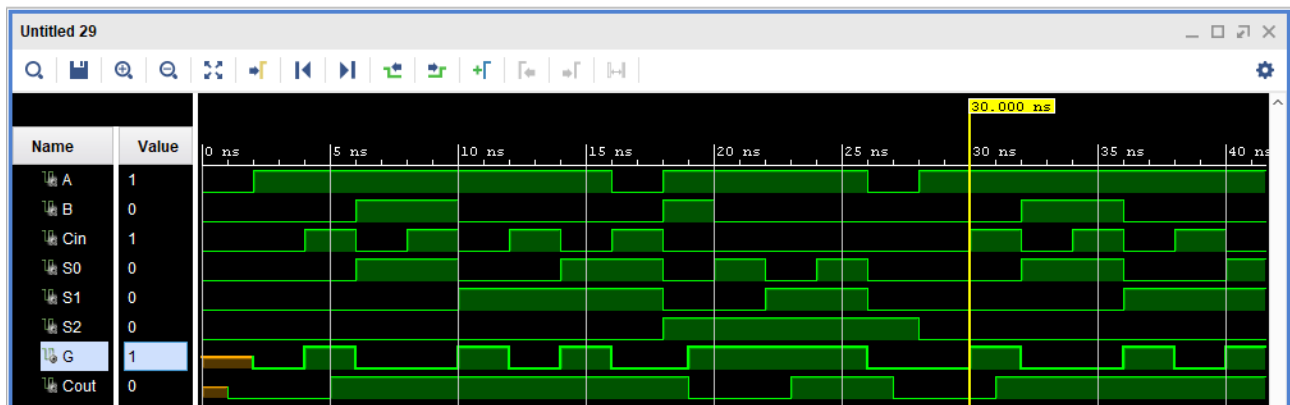 Untitled 29
30.000 ns
Name Value
0 ns 5 ns 10 ns 15 ns 20 ns 25 ns 30 ns 35 ns 40 ns
A 1
B 0
Cin 1
S0 0
S1 0
S2 0
G 1
Cout 0